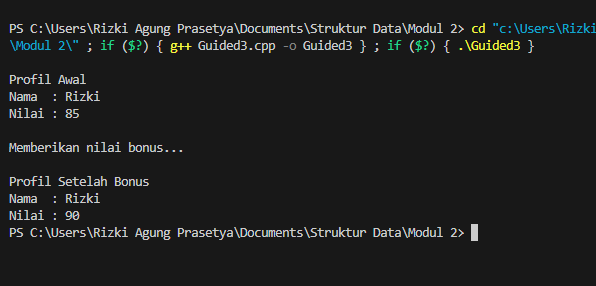 PS C:\Users\Rizki Agung Prasetya\Documents\Struktur Data\Modul 2> cd "c:\Users\Rizki
\Modul 2\" ; if ($?) { g++ Guided3.cpp -o Guided3 } ; if ($?) { .\Guided3 }
Profil Awal
Nama  : Rizki
Nilai : 85
Memberikan nilai bonus...
Profil Setelah Bonus
Nama  : Rizki
Nilai : 90
PS C:\Users\Rizki Agung Prasetya\Documents\Struktur Data\Modul 2>